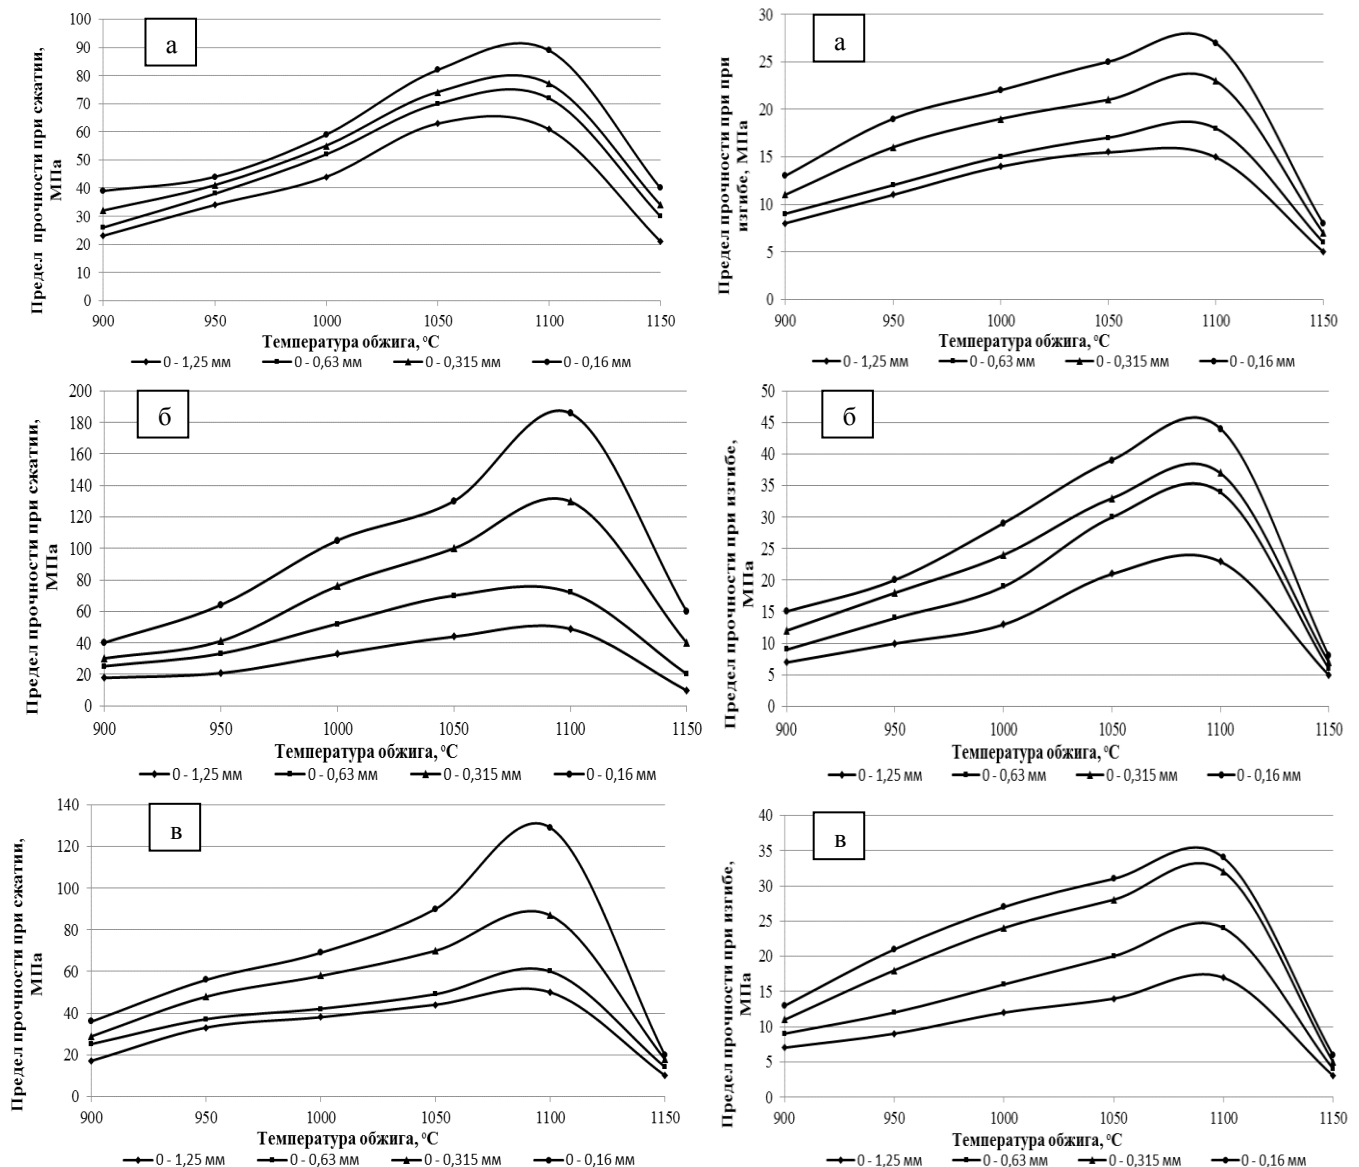 Предел прочности при сжатии,
МПа
100
90
80
70
60
50
40
30
20
10
0
а
900 950 1000 1050 1100 1150
Температура обжига, °С
0 - 1,25 мм 0 - 0,63 мм 0 - 0,315 мм 0 - 0,16 мм
Предел прочности при при
изгибе, МПа
30
25
20
15
10
5
0
а
900 950 1000 1050 1100 1150
Температура обжига, °С
0 - 1,25 мм 0 - 0,63 мм 0 - 0,315 мм 0 - 0,16 мм
Предел прочности при сжатии,
МПа
200
180
160
140
120
100
80
60
40
20
0
б
900 950 1000 1050 1100 1150
Температура обжига, °С
0 - 1,25 мм 0 - 0,63 мм 0 - 0,315 мм 0 - 0,16 мм
Предел прочности при изгибе,
МПа
50
45
40
35
30
25
20
15
10
5
0
б
900 950 1000 1050 1100 1150
Температура обжига, °С
0 - 1,25 мм 0 - 0,63 мм 0 - 0,315 мм 0 - 0,16 мм
Предел прочности при сжатии,
МПа
140
120
100
80
60
40
20
0
в
900 950 1000 1050 1100 1150
Температура обжига, °С
0 - 1,25 мм 0 - 0,63 мм 0 - 0,315 мм 0 - 0,16 мм
Предел прочности при изгибе,
МПа
40
35
30
25
20
15
10
5
0
в
900 950 1000 1050 1100 1150
Температура обжига, °С
0 - 1,25 мм 0 - 0,63 мм 0 - 0,315 мм 0 - 0,16 мм